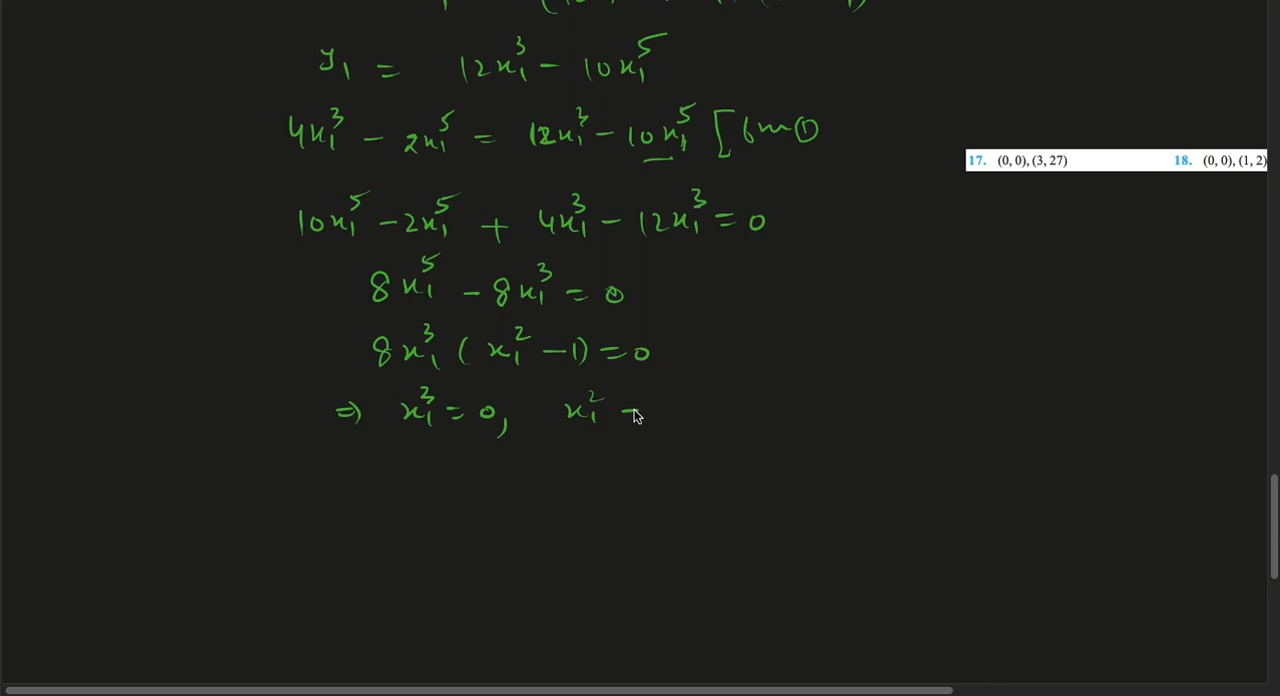 y₁ = 12x₁³ - 10x₁⁵
4x₁³ - 2x₁⁵ = 12x₁³ - 10x₁⁵ [from ①
17. (0, 0), (3, 27) 18. (0, 0), (1, 2)
10x₁⁵ - 2x₁⁵ + 4x₁³ - 12x₁³ = 0
8x₁⁵ - 8x₁³ = 0
8x₁³ ( x₁² - 1) = 0
⇒ x₁³ = 0, x₁² -